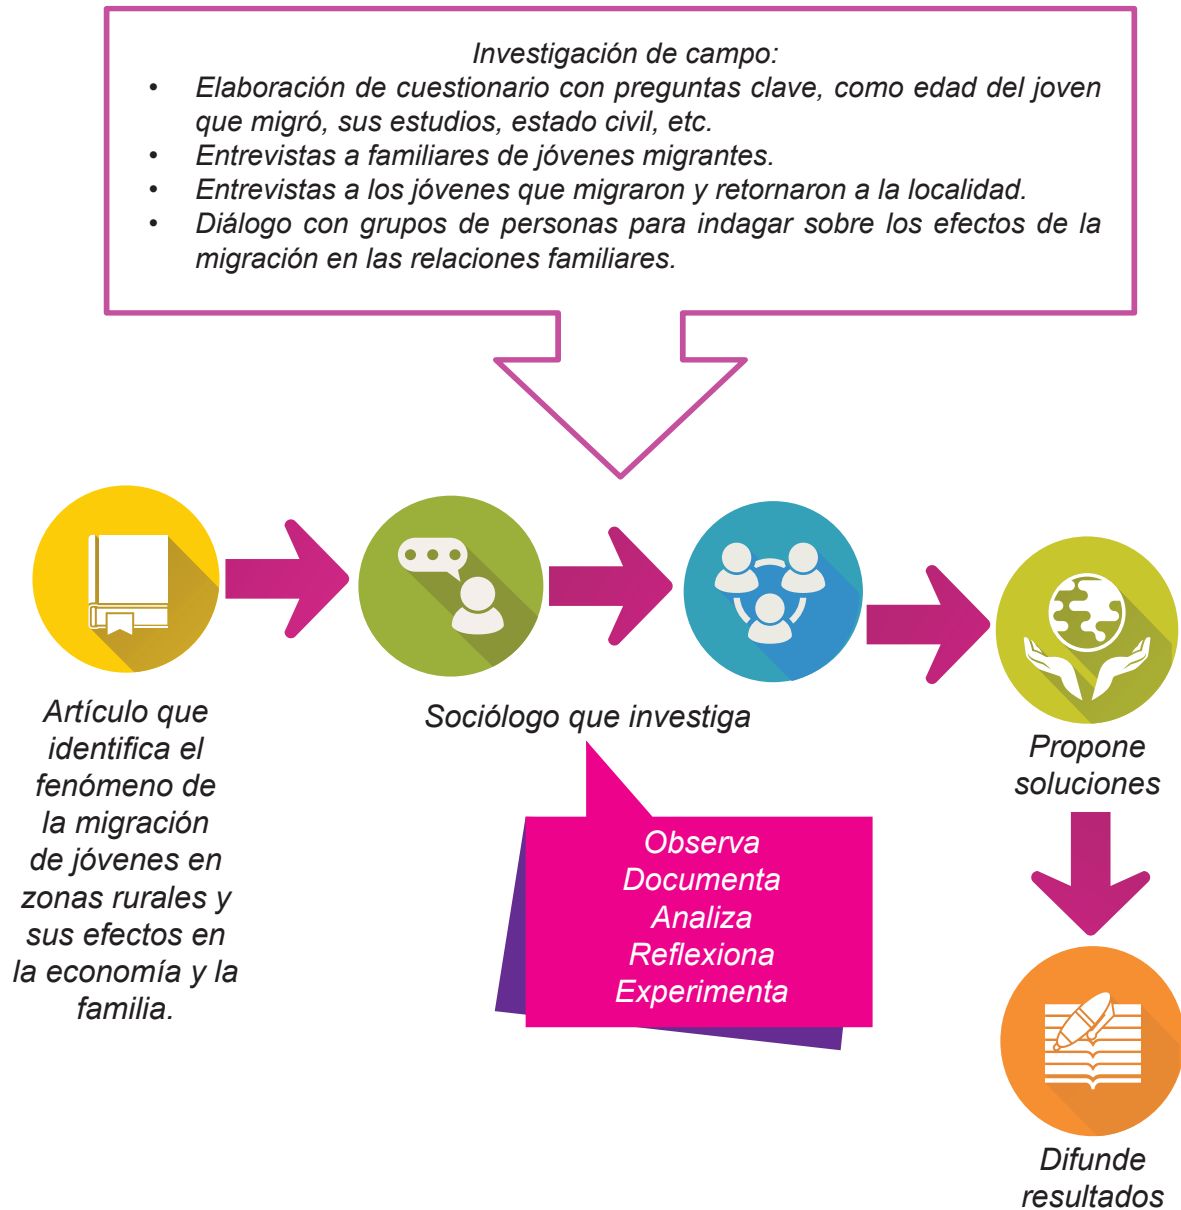 Investigación de campo:
• Elaboración de cuestionario con preguntas clave, como edad del joven
que migró, sus estudios, estado civil, etc.
• Entrevistas a familiares de jóvenes migrantes.
• Entrevistas a los jóvenes que migraron y retornaron a la localidad.
• Diálogo con grupos de personas para indagar sobre los efectos de la
migración en las relaciones familiares.
Artículo que
identifica el
fenómeno de
la migración
de jóvenes en
zonas rurales y
sus efectos en
la economía y la
familia.
Sociólogo que investiga
Observa
Documenta
Analiza
Reflexiona
Experimenta
Propone
soluciones
Difunde
resultados